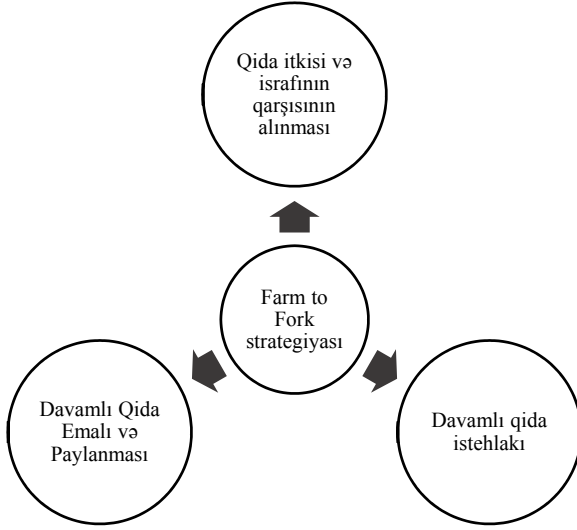 Qida itkisi və
israfının
qarşısının
alınması
Farm to
Fork
strategiyası
Davamlı Qida
Emalı və
Paylanması
Davamlı qida
istehlakı